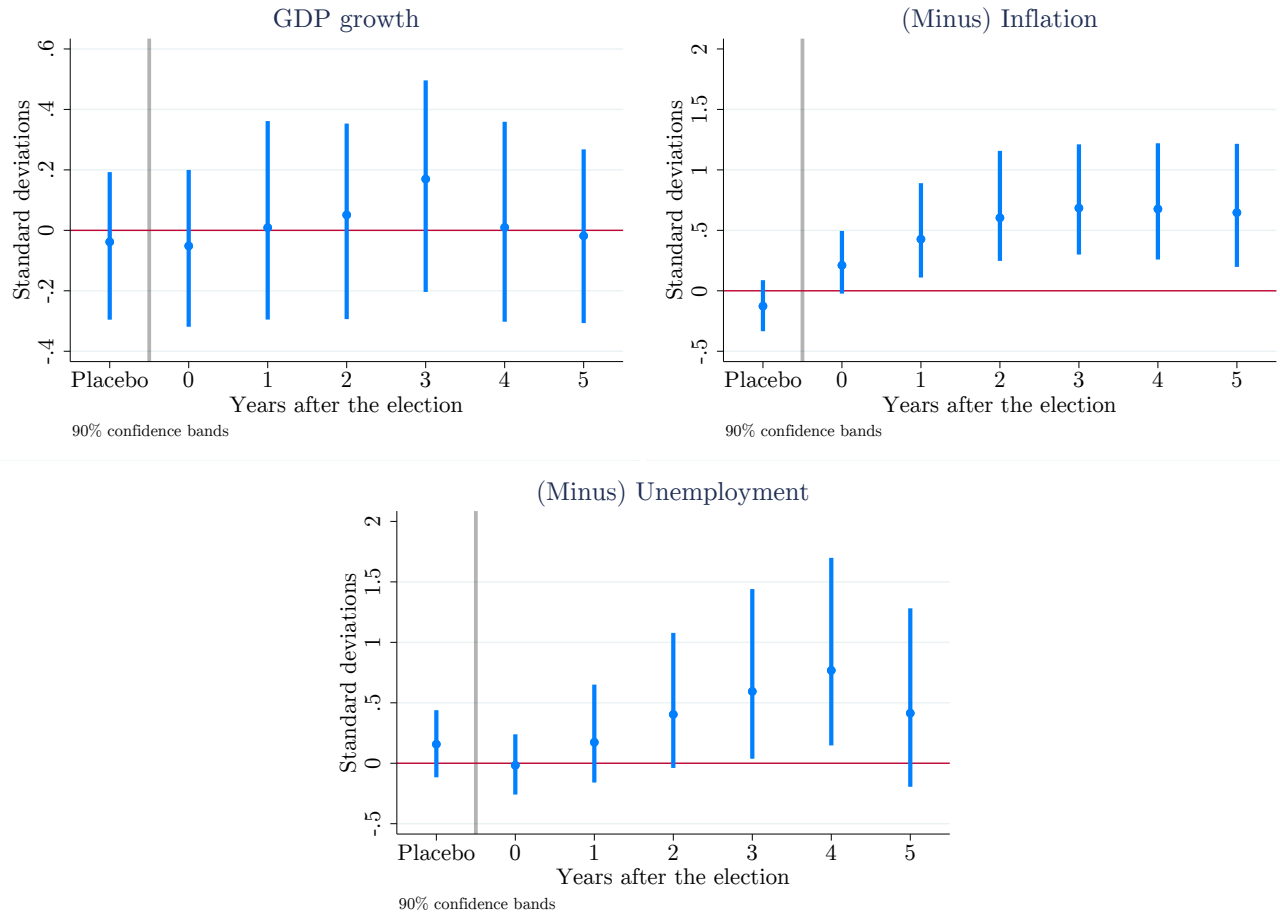 GDP growth
Standard deviations
.6
.4
.2
0
-.2
-.4
Placebo 0 1 2 3 4 5
Years after the election
90% confidence bands
(Minus) Inflation
Standard deviations
2
1.5
1
.5
0
-.5
Placebo 0 1 2 3 4 5
Years after the election
90% confidence bands
(Minus) Unemployment
Standard deviations
2
1.5
1
.5
0
-.5
Placebo 0 1 2 3 4 5
Years after the election
90% confidence bands